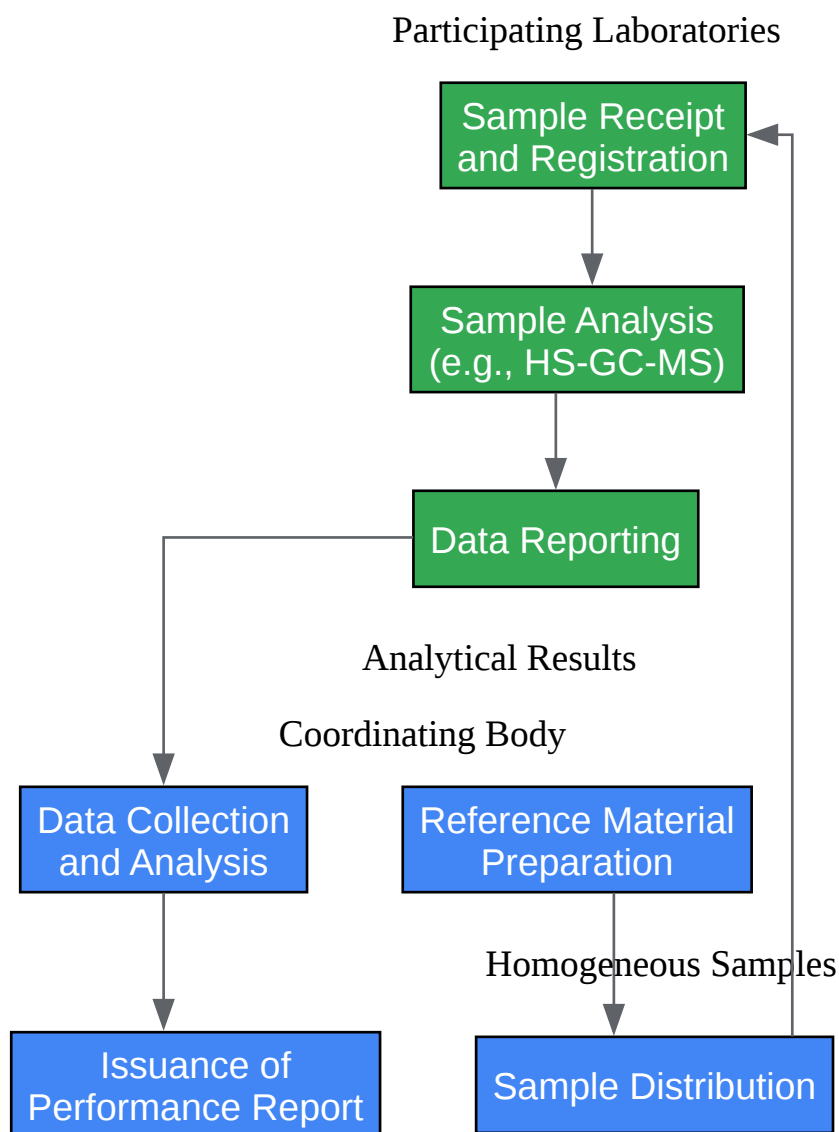 Participating Laboratories
Sample Receipt
and Registration
Sample Analysis
(e.g., HS-GC-MS)
Data Reporting
Analytical Results
Coordinating Body
Data Collection
and Analysis
Reference Material
Preparation
Homogeneous Samples
Issuance of
Performance Report
Sample Distribution